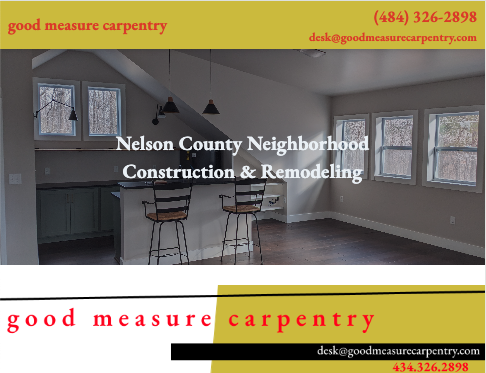 good measure carpentry
(484) 326-2898
desk@goodmeasurecarpentry.com
Nelson County Neighborhood
Construction & Remodeling
good measure carpentry
desk@goodmeasurecarpentry.com
434.326.2898